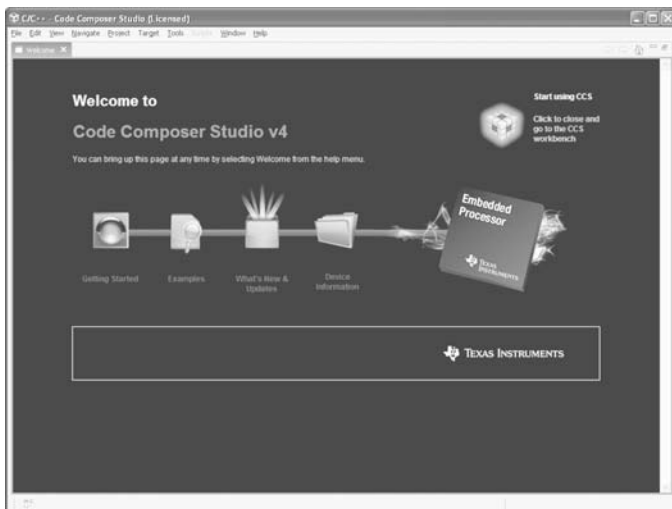 C/C++ - Code Composer Studio (Licensed)
File Edit View Navigate Project Target Tools Scripts Window Help
Welcome
Welcome to
Code Composer Studio v4
You can bring up this page at any time by selecting Welcome from the help menu.
Start using CCS
Click to close and
go to the CCS
workbench
Getting Started
Examples
What's New &
Updates
Device
Information
Embedded
Processor
TEXAS
INSTRUMENTS
TEXAS INSTRUMENTS